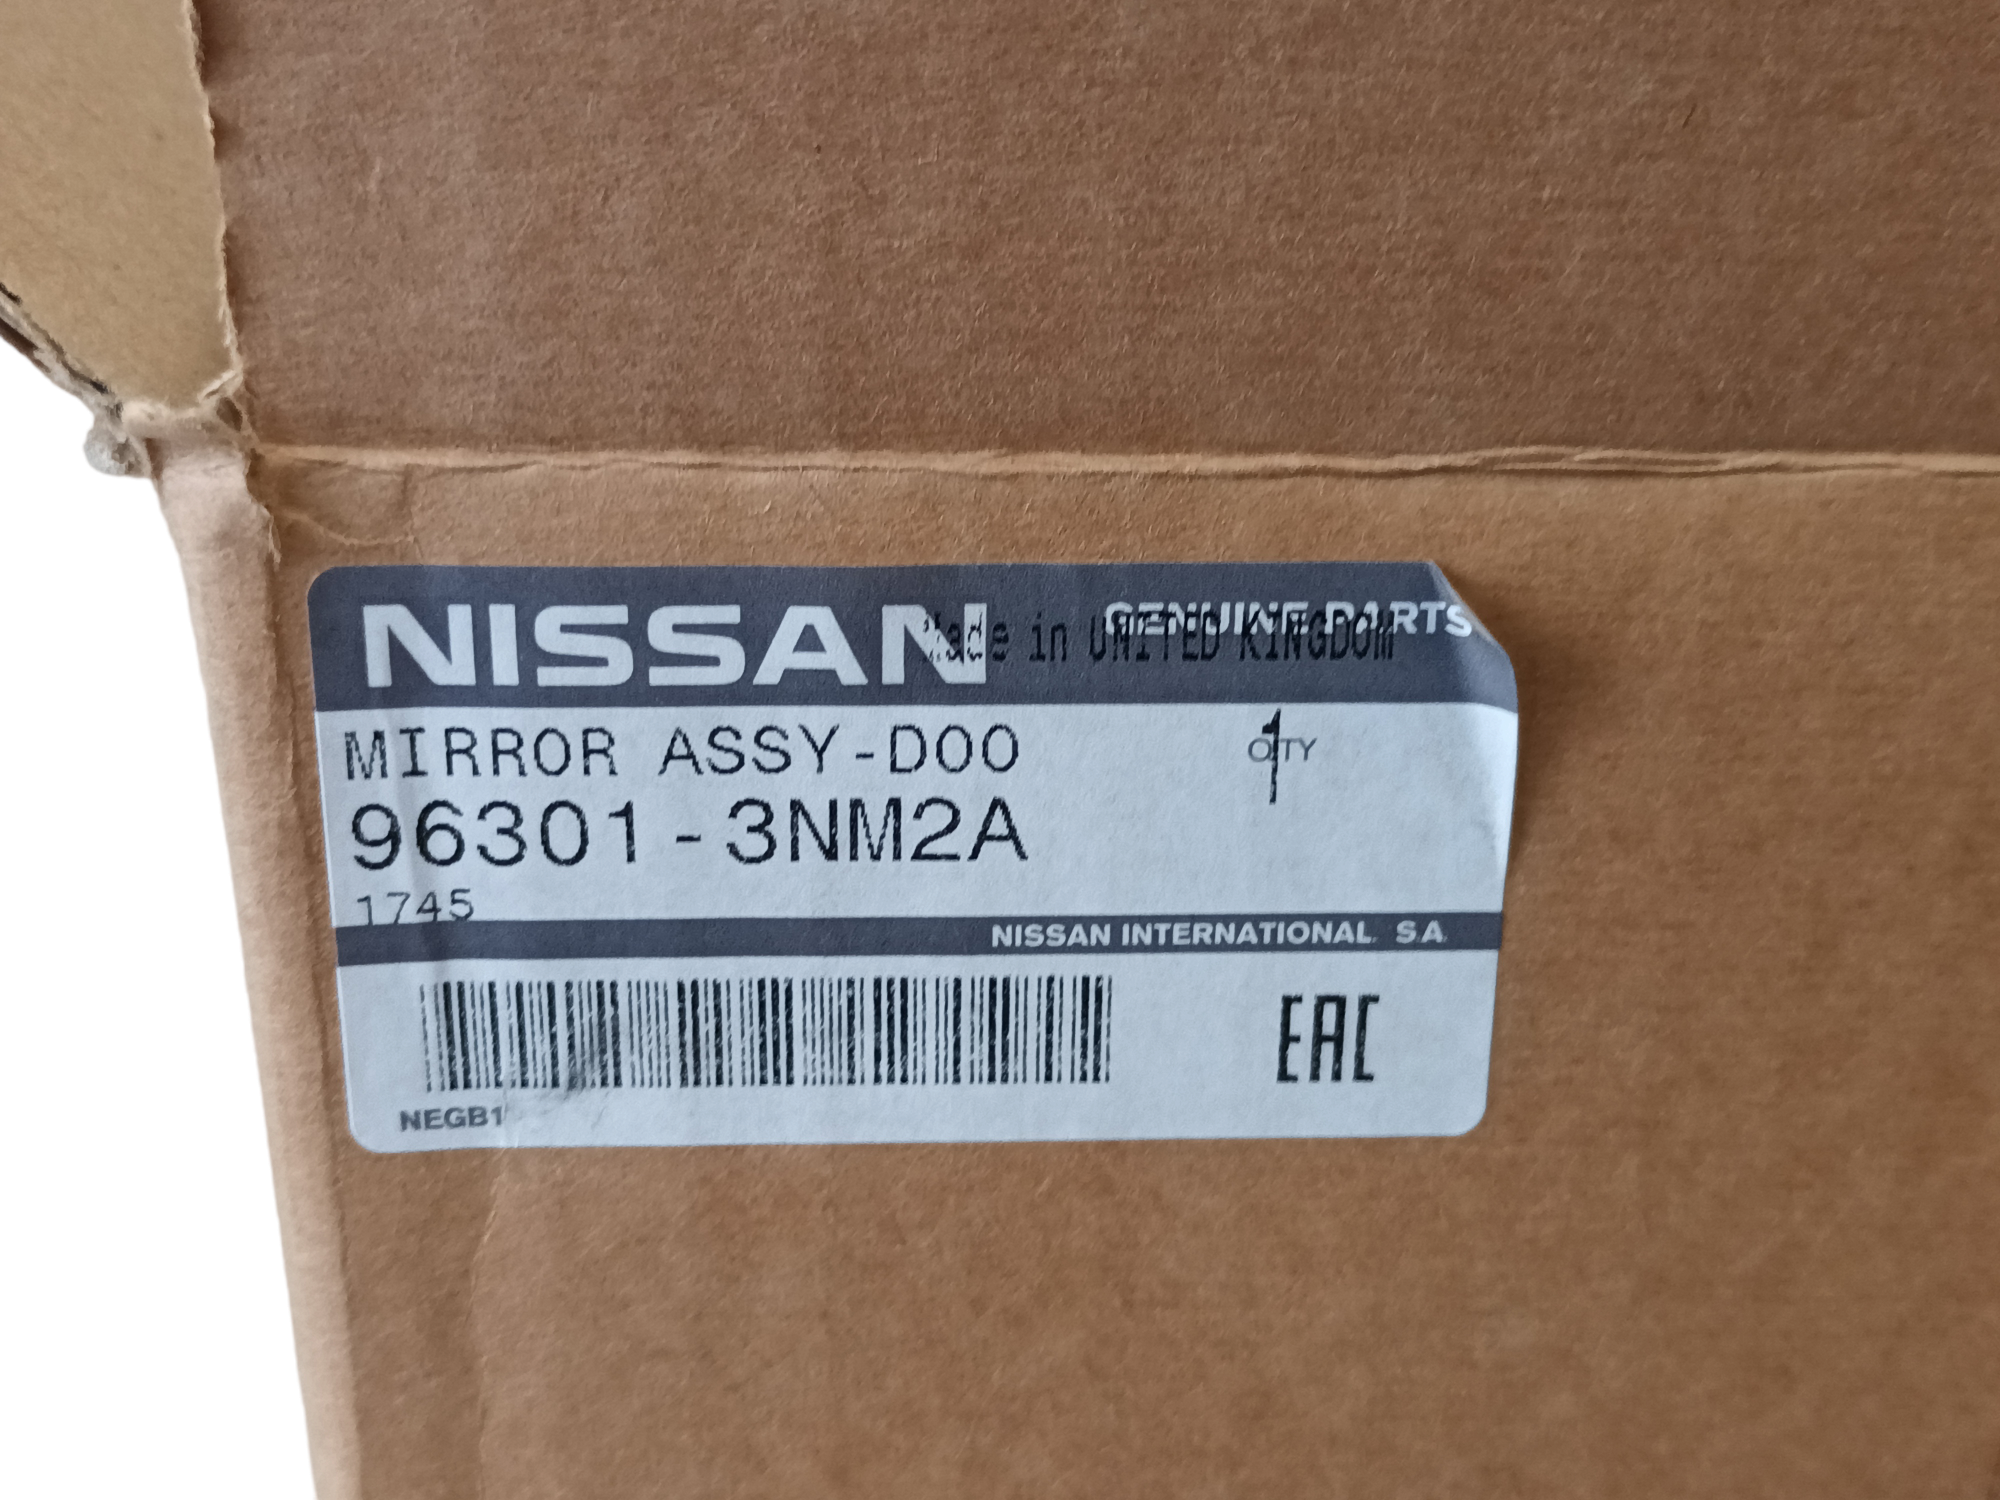 NISSAN
GENUINE PARTS
Made in UNITED KINGDOM
MIRROR ASSY-DOO
QTY
1
96301-3NM2A
1745
NISSAN INTERNATIONAL S.A.
EAC
NEGB1